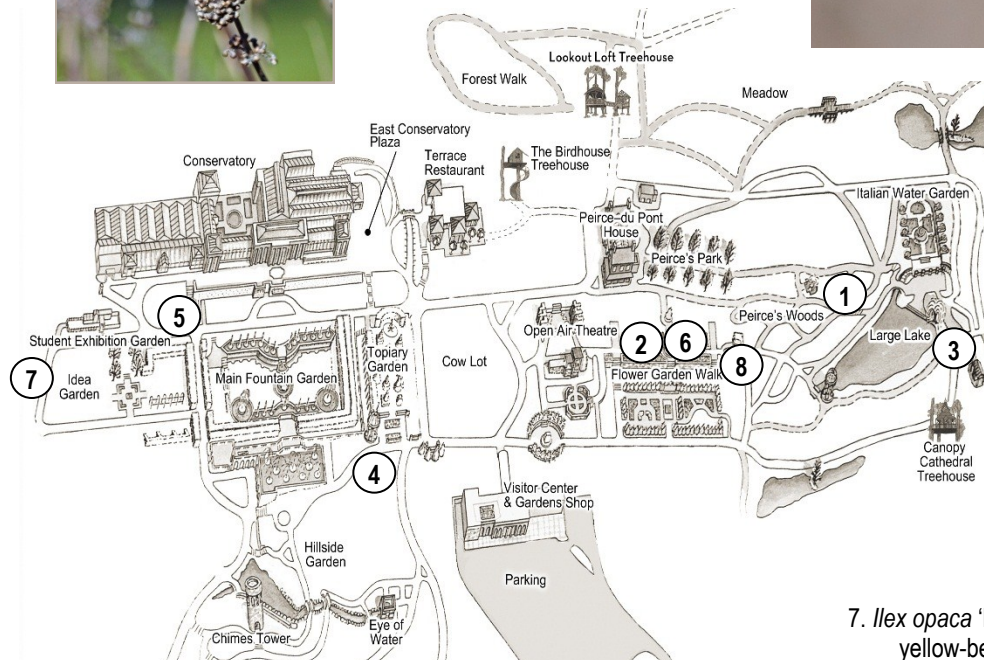 Lookout Loft Treehouse
Forest Walk
Meadow
East Conservatory
Plaza
Conservatory
Terrace
Restaurant
The Birdhouse
Treehouse
Italian Water Garden
Peirce-du Pont
House
Peirce's Park
1
5
Peirce's Woods
Student Exhibition Garden
Open Air Theatre
2
6
Large Lake
3
7
Idea
Garden
Main Fountain Garden
Topiary
Garden
Cow Lot
Flower Garden Walk
8
4
Canopy
Cathedral
Treehouse
Visitor Center
& Gardens Shop
Hillside
Garden
Parking
Chimes Tower
Eye of
Water
7. Ilex opaca